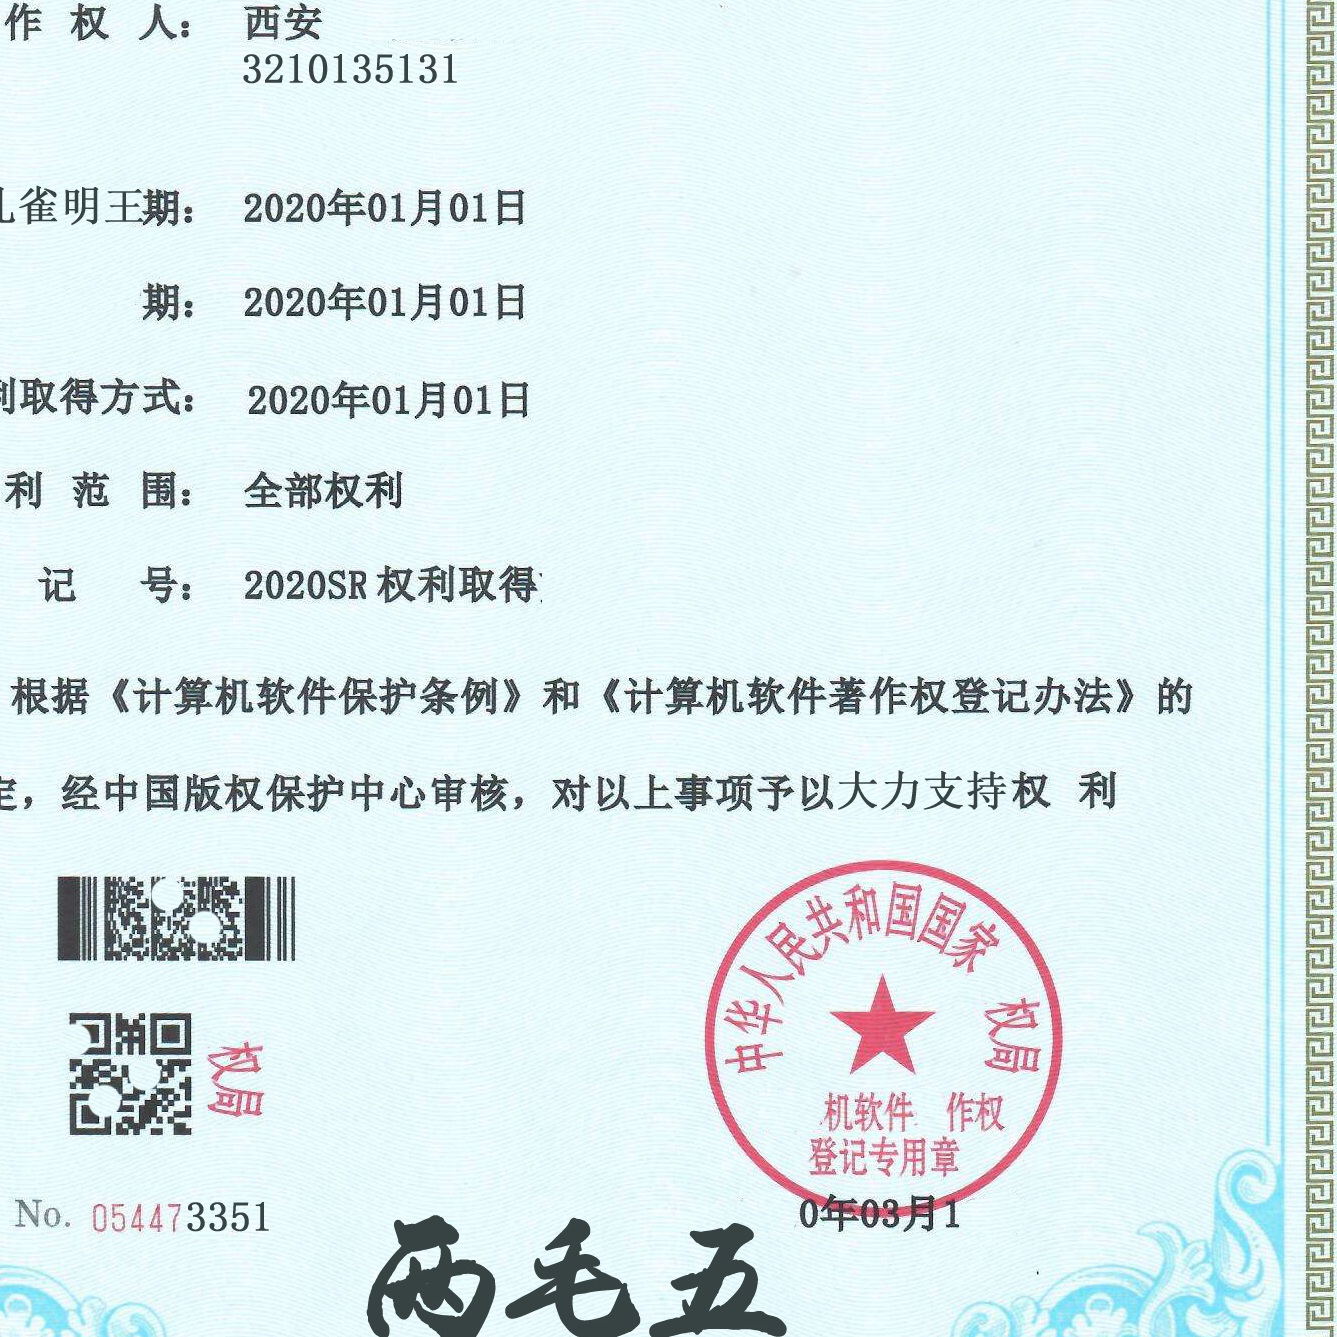 作 权 人： 西安
3210135131
孔雀明王期： 2020年01月01日
期： 2020年01月01日
利取得方式： 2020年01月01日
利 范 围： 全部权利
记 号： 2020SR 权利取得
根据《计算机软件保护条例》和《计算机软件著作权登记办法》的
定，经中国版权保护中心审核，对以上事项予以大力支持权 利
中华人民共和国国家 权局
机软件 作权
登记专用章
权局
No. 054473351
0年03月1
两毛五